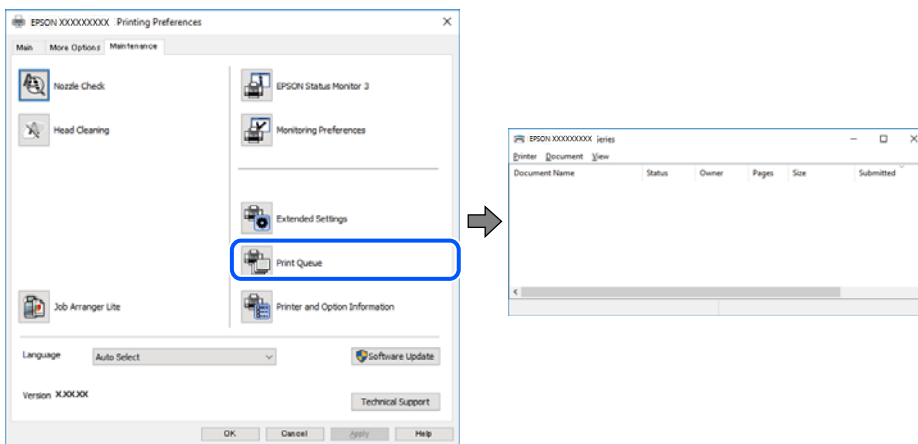 EPSON XXXXXXXXX Printing Preferences
Main More Options Maintenance
Nozzle Check
EPSON Status Monitor 3
Head Cleaning
Monitoring Preferences
Extended Settings
Print Queue
Job Arranger Lite
Printer and Option Information
Language Auto Select
Software Update
Version X.XX.XX
Technical Support
OK Cancel Apply Help
EPSON XXXXXXXXX ieries
Printer Document View
Document Name Status Owner Pages Size Submitted